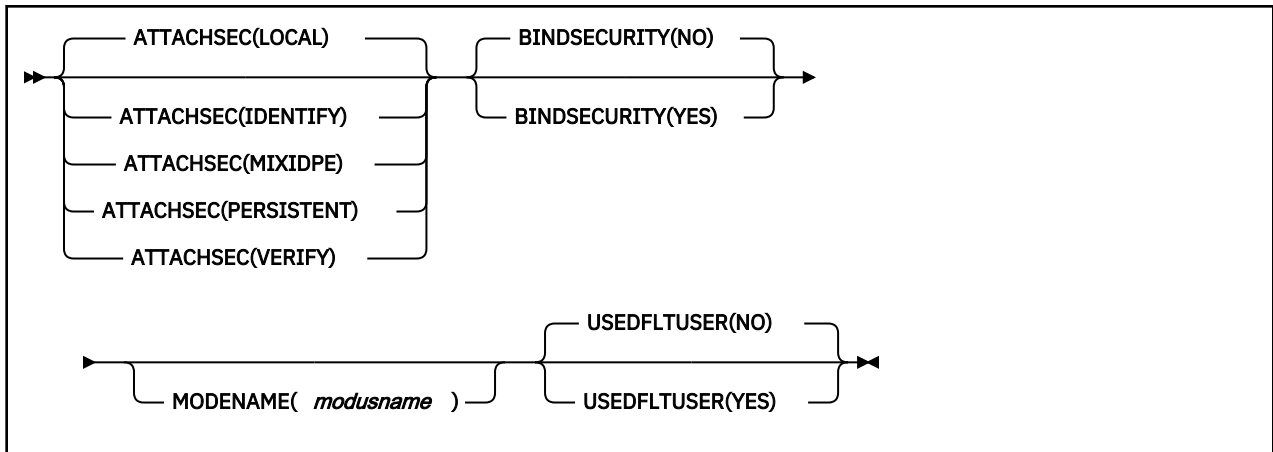 ATTACHSEC(LOCAL) BINDSECURITY(NO)
ATTACHSEC(IDENTIFY) BINDSECURITY(YES)
ATTACHSEC(MIXIDPE)
ATTACHSEC(PERSISTENT)
ATTACHSEC(VERIFY)
USEDFLTUSER(NO)
MODENAME( modusname ) USEDFLTUSER(YES)